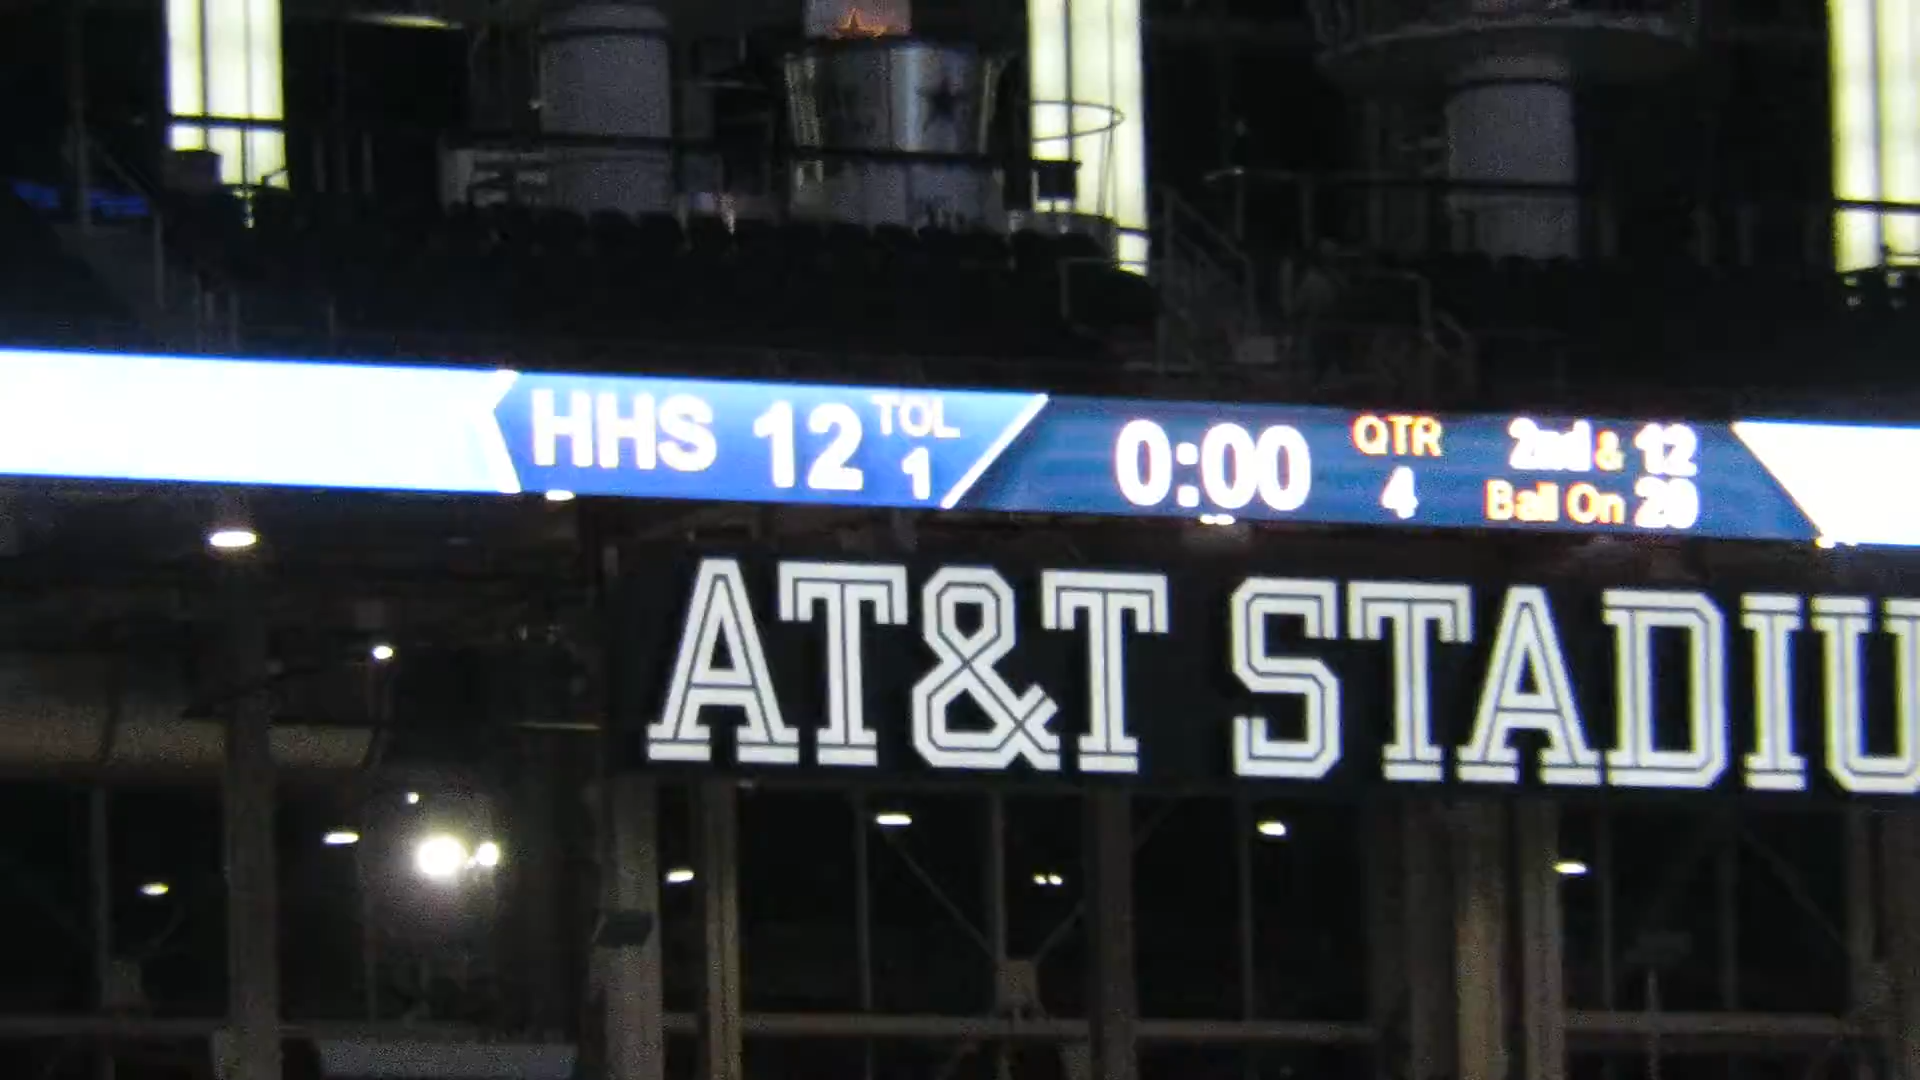 HHS 12 TOL 1
0:00 QTR 4
2nd & 12
Ball On 29
AT&T STADIU